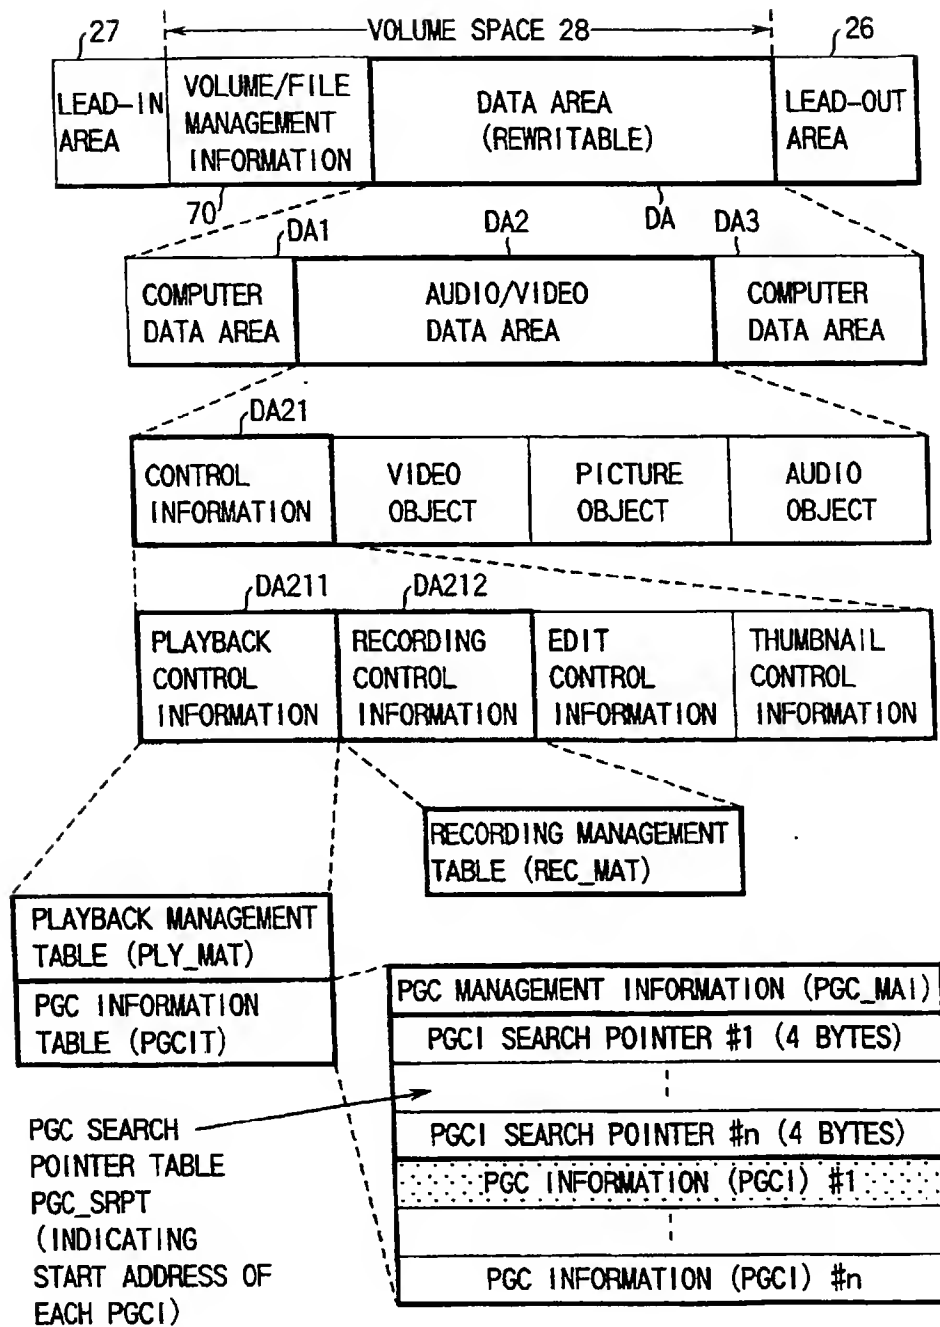 27
VOLUME SPACE 28
26
LEAD-IN
AREA
VOLUME/FILE
MANAGEMENT
INFORMATION
DATA AREA
(REWRITABLE)
LEAD-OUT
AREA
70
DA
DA1
DA2
DA3
COMPUTER
DATA AREA
AUDIO/VIDEO
DATA AREA
COMPUTER
DATA AREA
DA21
CONTROL
INFORMATION
VIDEO
OBJECT
PICTURE
OBJECT
AUDIO
OBJECT
DA211
DA212
PLAYBACK
CONTROL
INFORMATION
RECORDING
CONTROL
INFORMATION
EDIT
CONTROL
INFORMATION
THUMBNAIL
CONTROL
INFORMATION
RECORDING MANAGEMENT
TABLE (REC_MAT)
PLAYBACK MANAGEMENT
TABLE (PLY_MAT)
PGC INFORMATION
TABLE (PGCIT)
PGC MANAGEMENT INFORMATION (PGC_MAI)
PGCI SEARCH POINTER #1 (4 BYTES)
PGCI SEARCH POINTER #n (4 BYTES)
PGC INFORMATION (PGCI) #1
PGC INFORMATION (PGCI) #n
PGC SEARCH
POINTER TABLE
PGC_SRPT
(INDICATING
START ADDRESS OF
EACH PGCI)